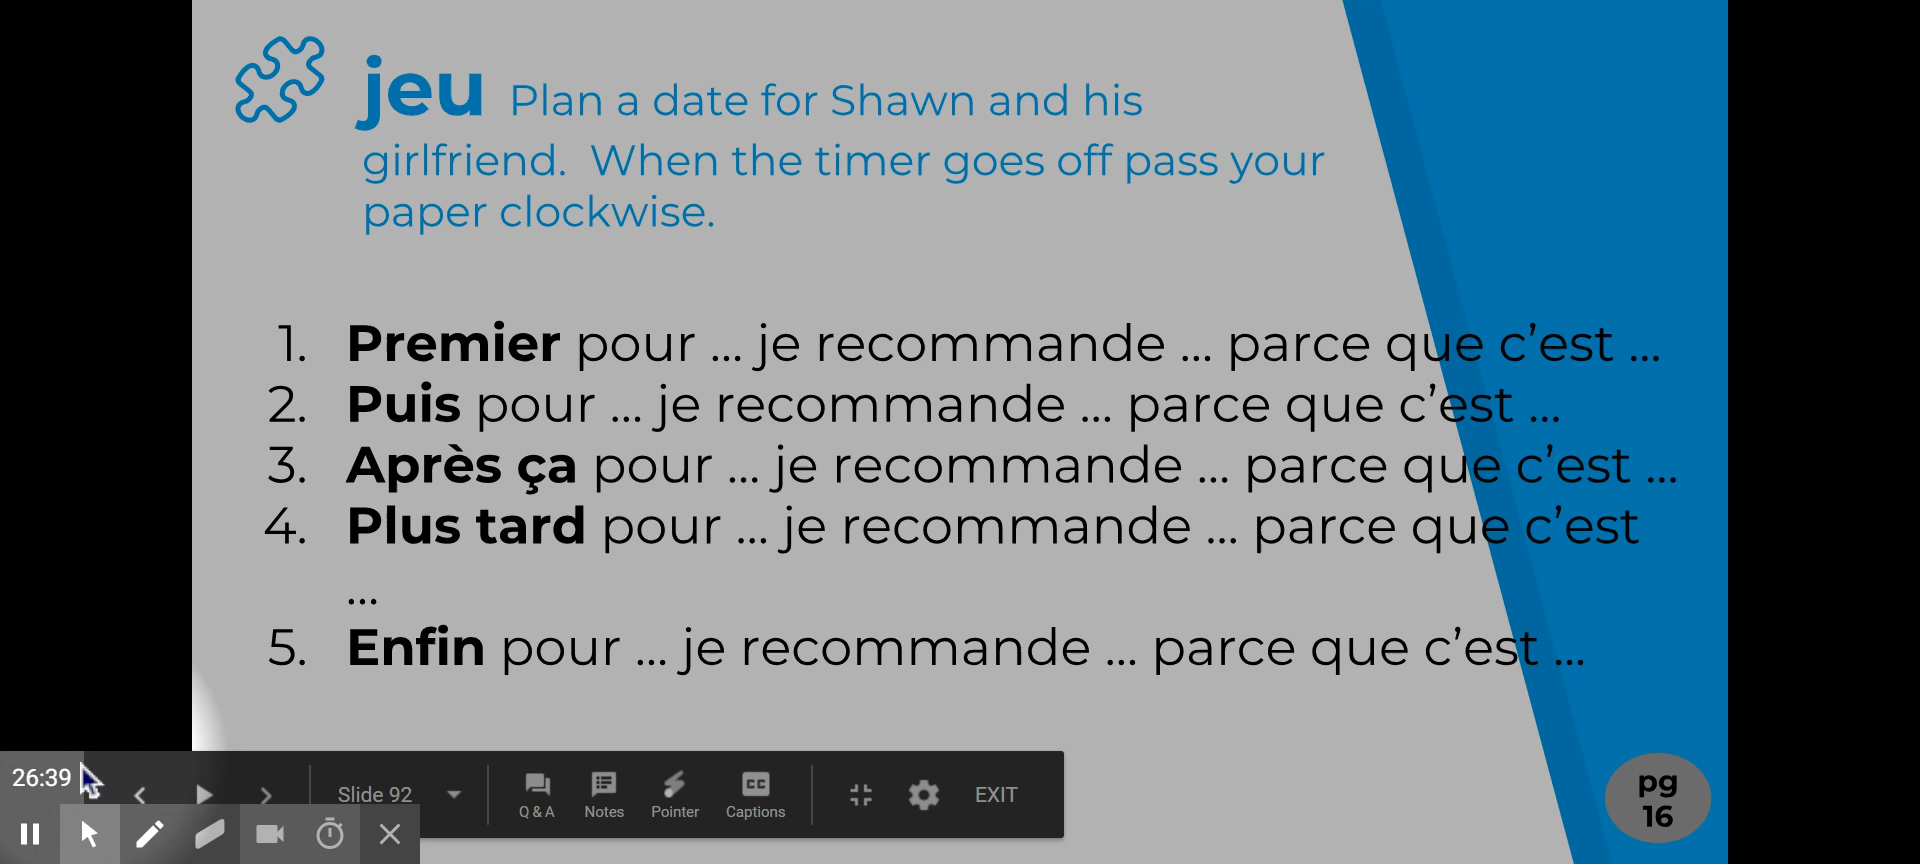 jeu Plan a date for Shawn and his
girlfriend. When the timer goes off pass your
paper clockwise.
1. Premier pour ... je recommande ... parce que c’est ...
2. Puis pour ... je recommande ... parce que c’est ...
3. Après ça pour ... je recommande ... parce que c’est ...
4. Plus tard pour ... je recommande ... parce que c’est
...
5. Enfin pour ... je recommande ... parce que c’est ...
26:39
Slide 92
Q & A Notes Pointer Captions
CC
EXIT
pg
16